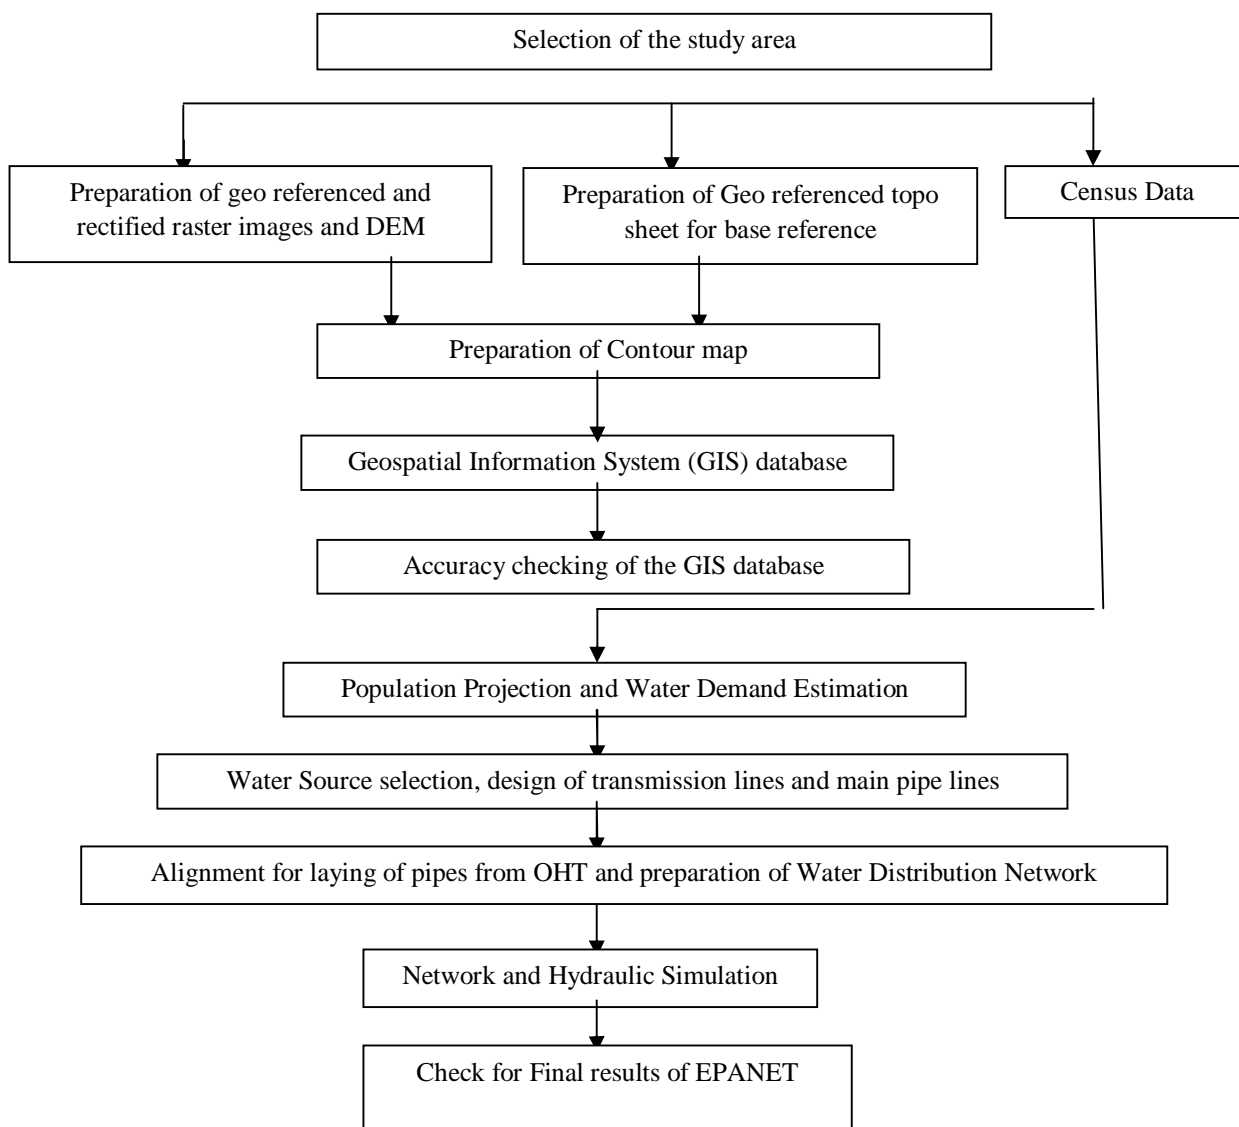 Selection of the study area
Preparation of geo referenced and
rectified raster images and DEM
Preparation of Geo referenced topo
sheet for base reference
Census Data
Preparation of Contour map
Geospatial Information System (GIS) database
Accuracy checking of the GIS database
Population Projection and Water Demand Estimation
Water Source selection, design of transmission lines and main pipe lines
Alignment for laying of pipes from OHT and preparation of Water Distribution Network
Network and Hydraulic Simulation
Check for Final results of EPANET